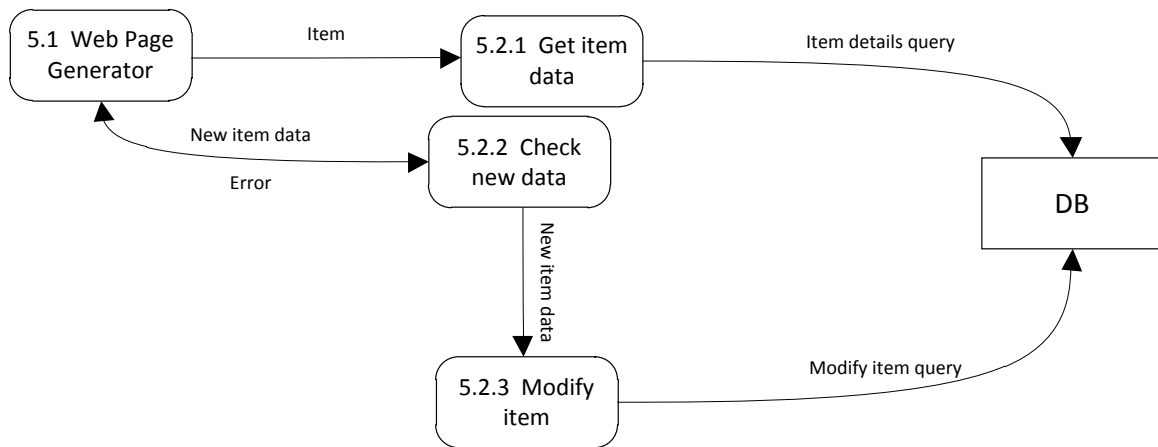 5.1 Web Page
Generator
Item
5.2.1 Get item
data
Item details query
New item data
Error
5.2.2 Check
new data
DB
New item data
5.2.3 Modify
item
Modify item query